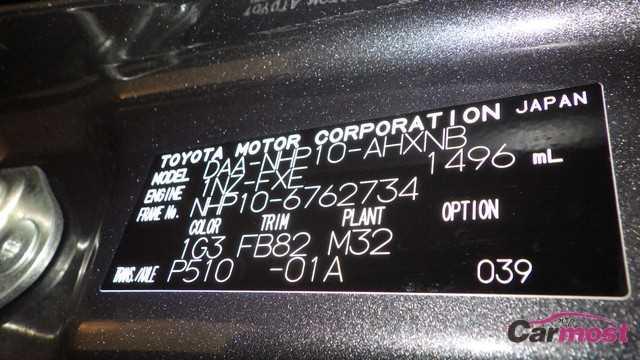 TOYOTA MOTOR CORPORATION JAPAN
MODEL DAA-NHP10-AHXNB
ENGINE 1NZ-FXE 1496 mL
FRAME No. NHP10-6762734
COLOR TRIM PLANT OPTION
1G3 FB82 M32
TRANS./AXLE P510 -01A 039
Carmost